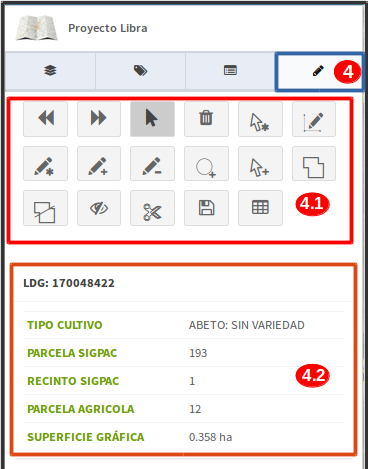 Proyecto Libra
4
4.1
LDG: 170048422
TIPO CULTIVO ABETO: SIN VARIEDAD
PARCELA SIGPAC 193
RECINTO SIGPAC 1
4.2
PARCELA AGRICOLA 12
SUPERFICIE GRÁFICA 0.358 ha